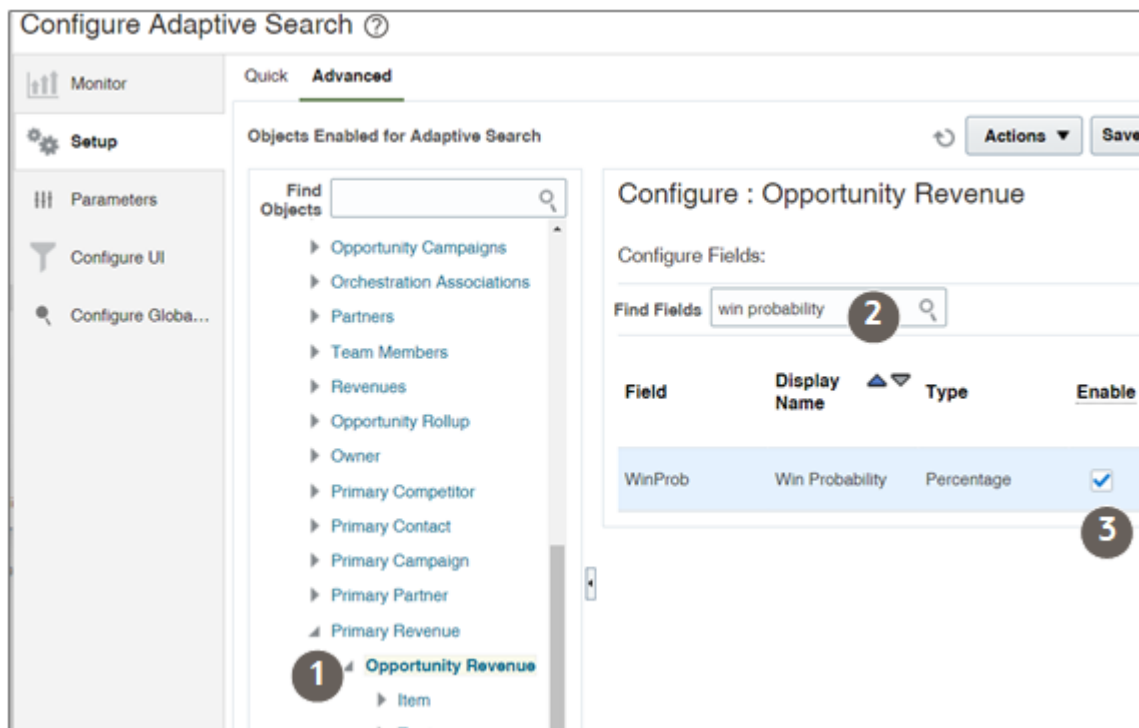 Configure Adaptive Search ?
Monitor
Setup
Parameters
Configure UI
Configure Globa...
Quick Advanced
Objects Enabled for Adaptive Search
Actions
Save
Find
Objects
Opportunity Campaigns
Orchestration Associations
Partners
Team Members
Revenues
Opportunity Rollup
Owner
Primary Competitor
Primary Contact
Primary Campaign
Primary Partner
Primary Revenue
1 Opportunity Revenue
Item
Configure : Opportunity Revenue
Configure Fields:
Find Fields win probability 2
Field Display Name Type Enable
WinProb Win Probability Percentage
3